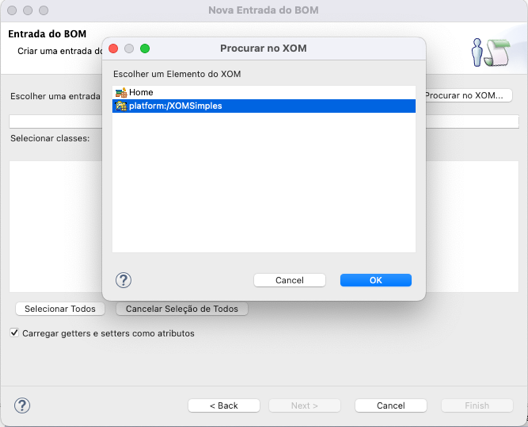 Nova Entrada do BOM
Entrada do BOM
Criar uma entrada do
Procurar no XOM
Escolher um Elemento do XOM
Home
platform:/XOMSimples
Cancel
OK
Escolher uma entrada
Procurar no XOM...
Selecionar classes:
Selecionar Todos
Cancelar Seleção de Todos
Carregar getters e setters como atributos
< Back
Next >
Cancel
Finish